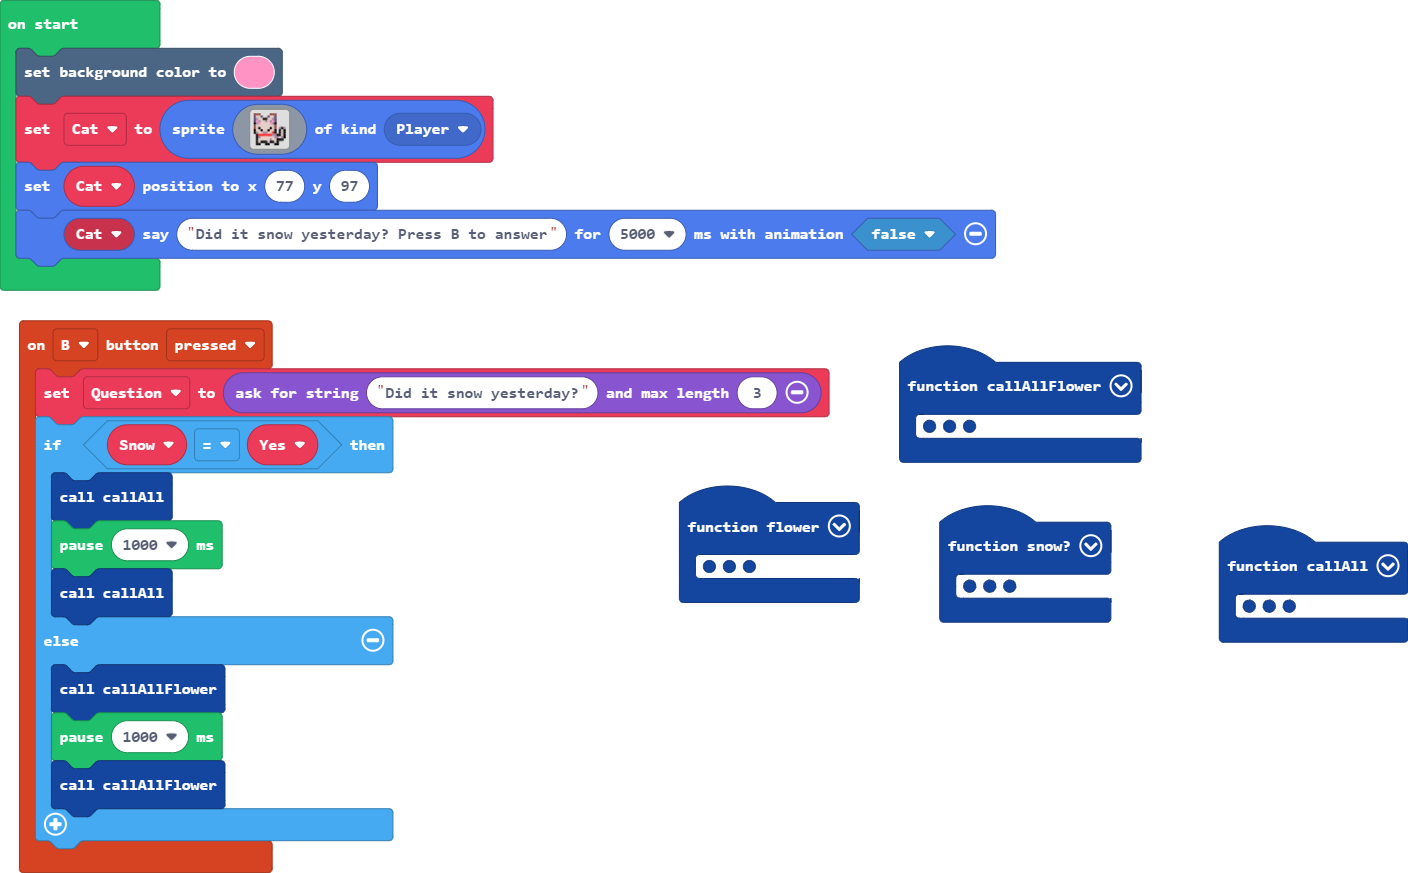 on start
set background color to
set Cat to sprite of kind Player
set Cat position to x 77 y 97
Cat say "Did it snow yesterday? Press B to answer" for 5000 ms with animation false
on B button pressed
set Question to ask for string "Did it snow yesterday?" and max length 3
if Snow = Yes then
call callAll
pause 1000 ms
call callAll
else
call callAllFlower
pause 1000 ms
call callAllFlower
function callAllFlower
function flower
function snow?
function callAll